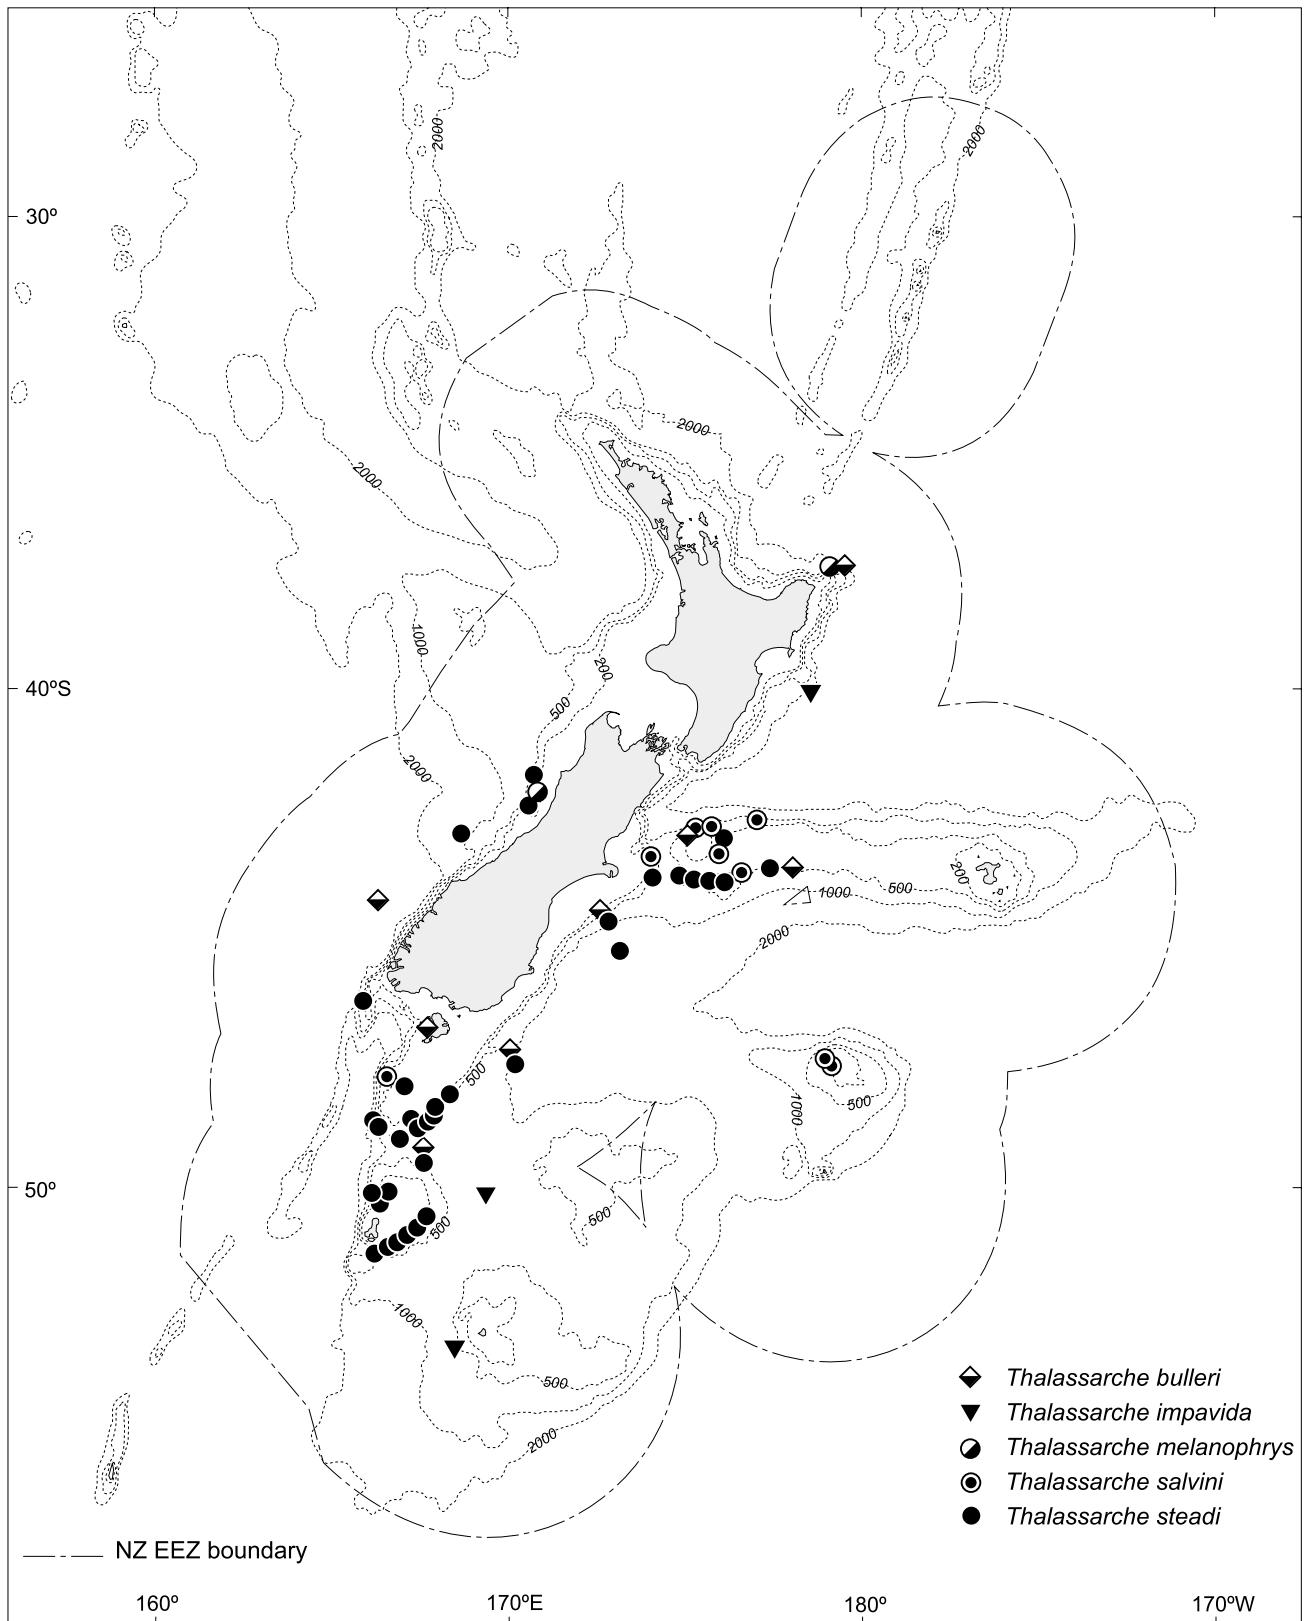 2000
2000
30º
2000
2000
1000
200
40ºS
500
2000
200
1000
500
2000
500
1000
500
50º
500
500
1000
500
2000
Thalassarche bulleri
Thalassarche impavida
Thalassarche melanophrys
Thalassarche salvini
Thalassarche steadi
NZ EEZ boundary
160º
170ºE
180º
170ºW